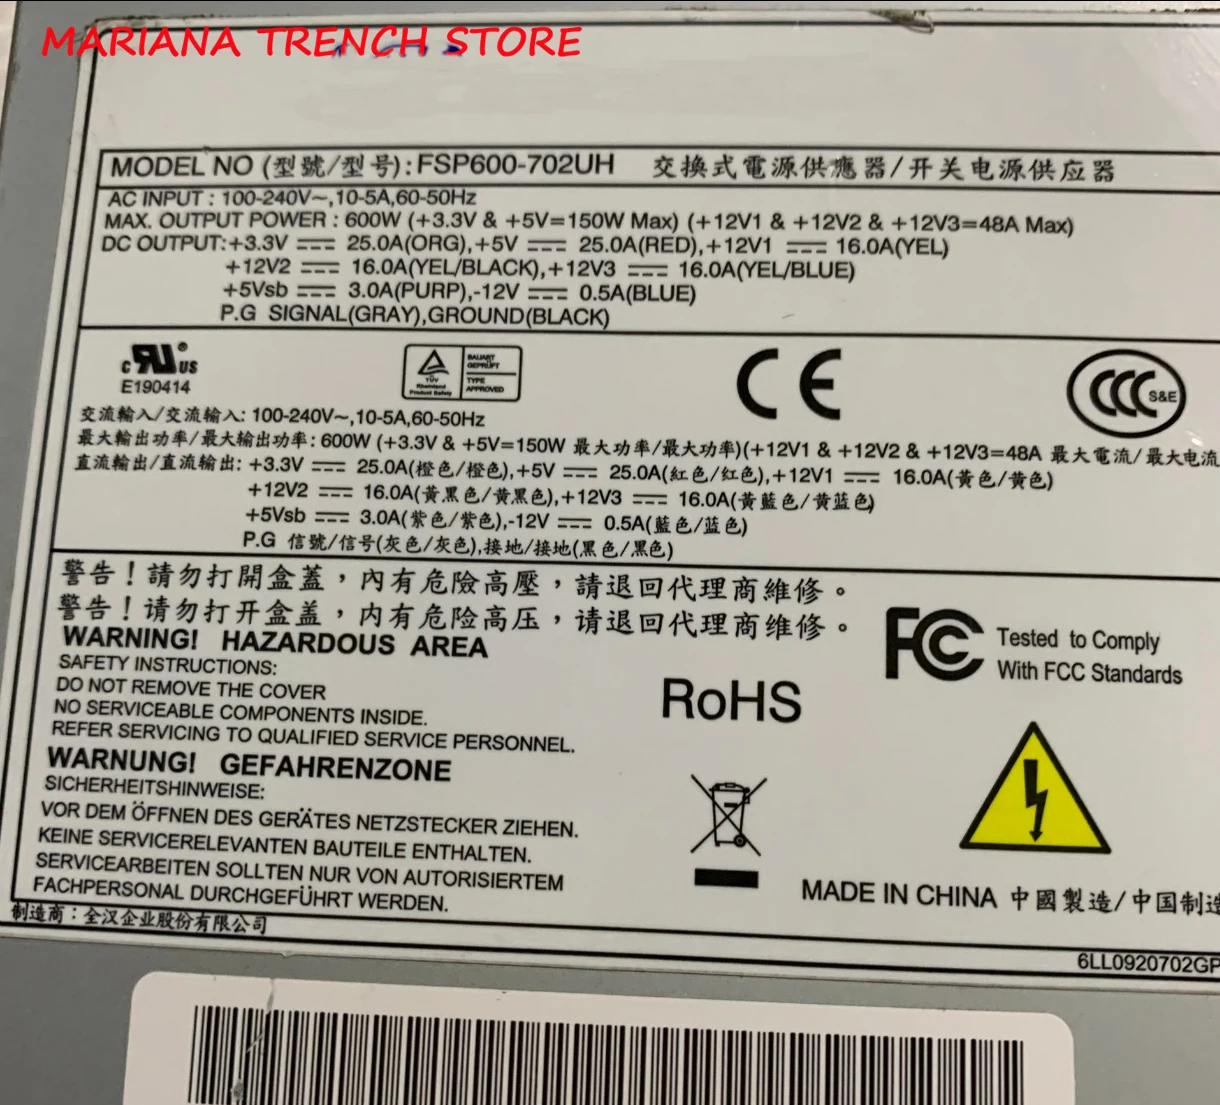 MARIANA TRENCH STORE
MODEL NO (型號/型号): FSP600-702UH 交換式電源供應器/开关电源供应器
AC INPUT : 100-240V~,10-5A,60-50Hz
MAX. OUTPUT POWER : 600W (+3.3V & +5V=150W Max) (+12V1 & +12V2 & +12V3=48A Max)
DC OUTPUT:+3.3V ⎓ 25.0A(ORG),+5V ⎓ 25.0A(RED),+12V1 ⎓ 16.0A(YEL)
+12V2 ⎓ 16.0A(YEL/BLACK),+12V3 ⎓ 16.0A(YEL/BLUE)
+5Vsb ⎓ 3.0A(PURP),-12V ⎓ 0.5A(BLUE)
P.G SIGNAL(GRAY),GROUND(BLACK)
c RU us ®
E190414
TÜV
Rheinland
Product Safety
BAUART
GEPRÜFT
TYPE
APPROVED
CE
CCC S&E
交流輸入/交流输入: 100-240V~,10-5A,60-50Hz
最大輸出功率/最大输出功率: 600W (+3.3V & +5V=150W 最大功率/最大功率)(+12V1 & +12V2 & +12V3=48A 最大電流/最大电流
直流輸出/直流输出: +3.3V ⎓ 25.0A(橙色/橙色),+5V ⎓ 25.0A(紅色/红色),+12V1 ⎓ 16.0A(黃色/黄色)
+12V2 ⎓ 16.0A(黃黑色/黄黑色),+12V3 ⎓ 16.0A(黃藍色/黄蓝色)
+5Vsb ⎓ 3.0A(紫色/紫色),-12V ⎓ 0.5A(藍色/蓝色)
P.G 信號/信号(灰色/灰色),接地/接地(黑色/黑色)
警告！請勿打開盒蓋，內有危險高壓，請退回代理商維修。
警告！请勿打开盒盖，内有危险高压，请退回代理商维修。
WARNING! HAZARDOUS AREA
SAFETY INSTRUCTIONS:
DO NOT REMOVE THE COVER
NO SERVICEABLE COMPONENTS INSIDE.
REFER SERVICING TO QUALIFIED SERVICE PERSONNEL.
WARNUNG! GEFAHRENZONE
SICHERHEITSHINWEISE:
VOR DEM ÖFFNEN DES GERÄTES NETZSTECKER ZIEHEN.
KEINE SERVICERELEVANTEN BAUTEILE ENTHALTEN.
SERVICEARBEITEN SOLLTEN NUR VON AUTORISIERTEM
FACHPERSONAL DURCHGEFÜHRT WERDEN.
FC Tested to Comply
With FCC Standards
RoHS
MADE IN CHINA 中國製造/中国制造
制造商：全汉企业股份有限公司
6LL0920702GP